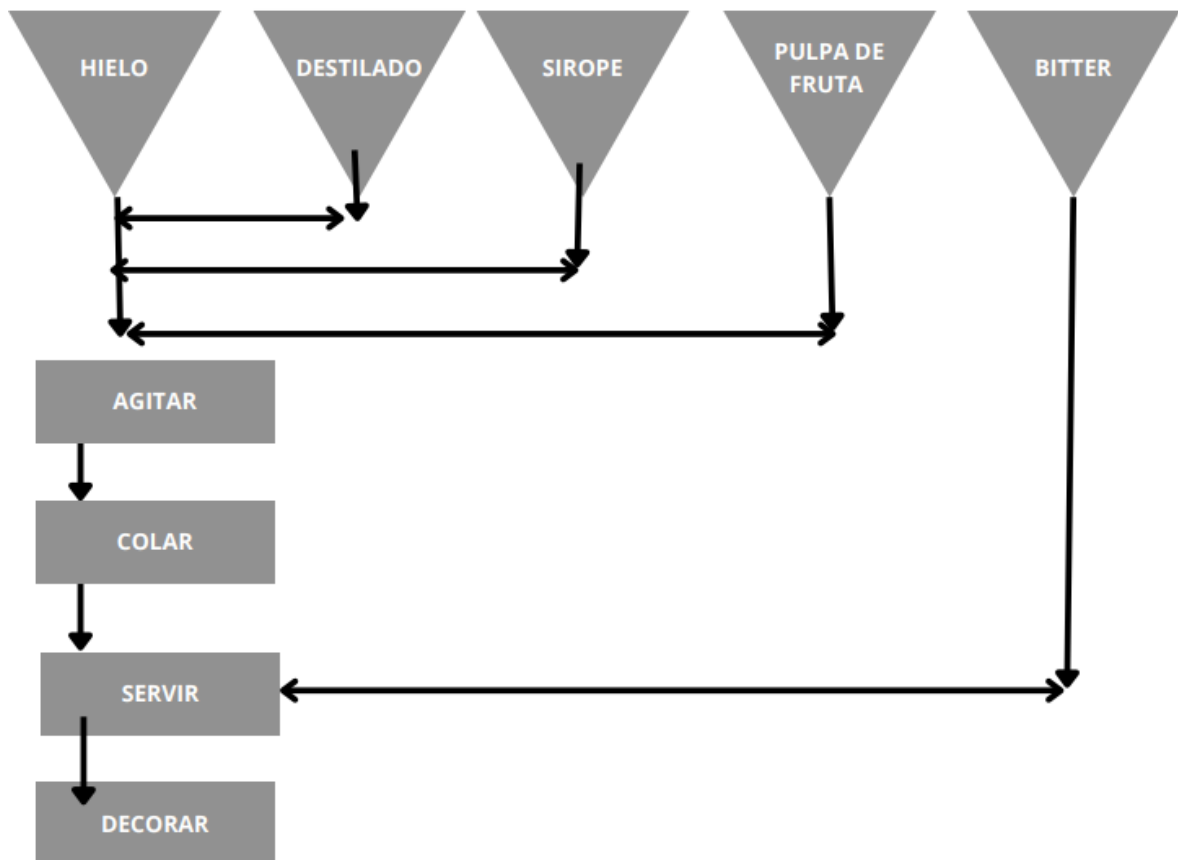 HIELO
DESTILADO
SIROPE
PULPA DE
FRUTA
BITTER
AGITAR
COLAR
SERVIR
DECORAR